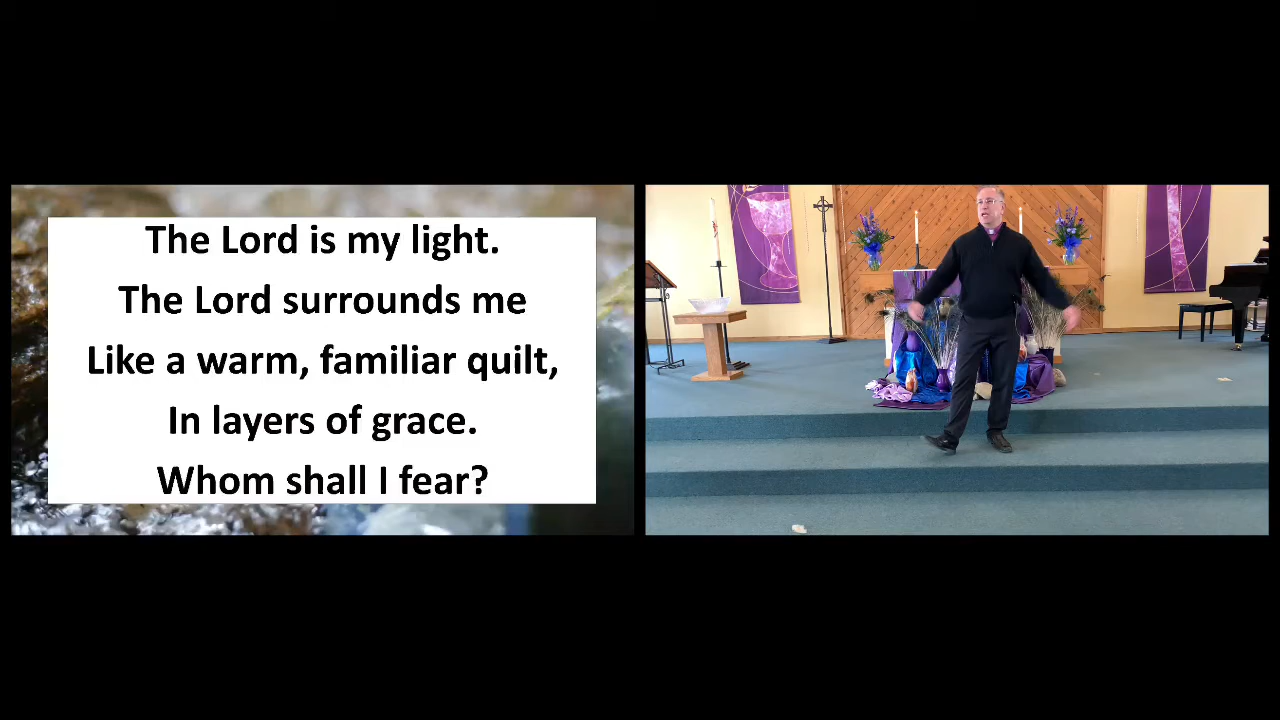 The Lord is my light.
The Lord surrounds me
Like a warm, familiar quilt,
In layers of grace.
Whom shall I fear?